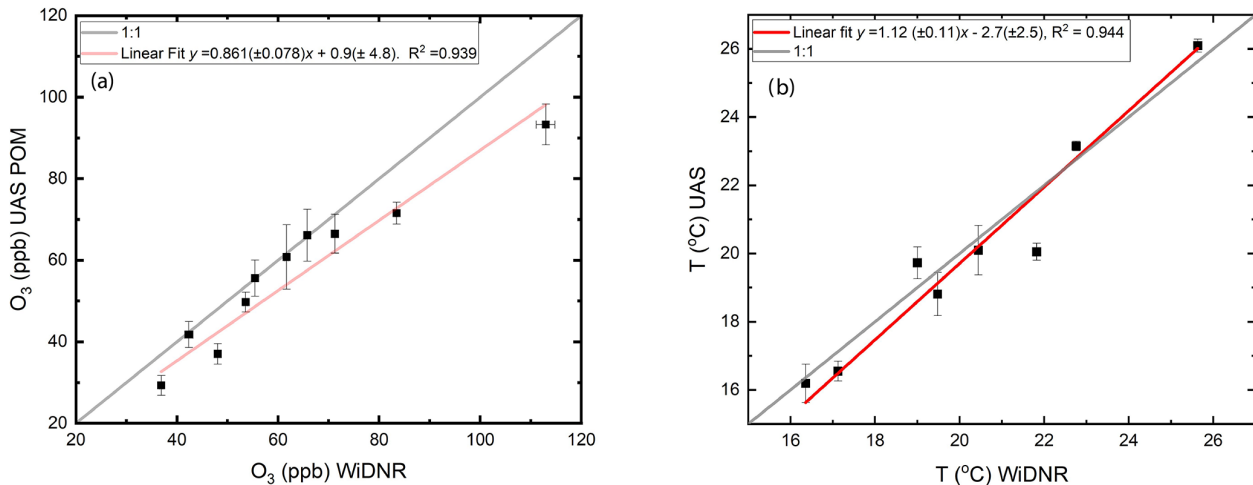 1:1
Linear Fit y =0.861(±0.078)x + 0.9(± 4.8).  R² =0.939
(a)
120
100
80
60
40
20
O₃ (ppb) UAS POM
20 40 60 80 100 120
O₃ (ppb) WiDNR
Linear fit y =1.12 (±0.11)x - 2.7(±2.5), R² = 0.944
1:1
(b)
26
24
22
20
18
16
T (°C) UAS
16 18 20 22 24 26
T (°C) WiDNR